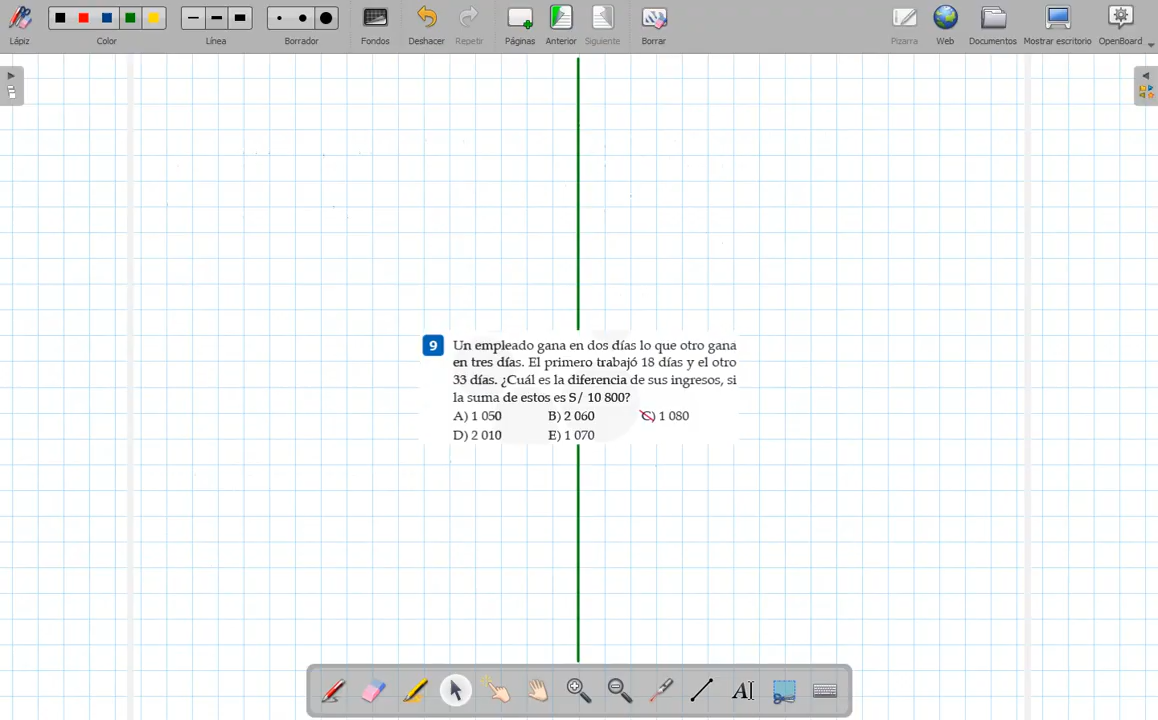 Lápiz
Color
Línea
Borrador
Fondos
Deshacer
Repetir
Páginas
Anterior
Siguiente
Borrar
Pizarra
Web
Documentos
Mostrar escritorio
OpenBoard
9 Un empleado gana en dos días lo que otro gana
en tres días. El primero trabajó 18 días y el otro
33 días. ¿Cuál es la diferencia de sus ingresos, si
la suma de estos es S/ 10 800?
A) 1 050 B) 2 060 C) 1 080
D) 2 010 E) 1 070